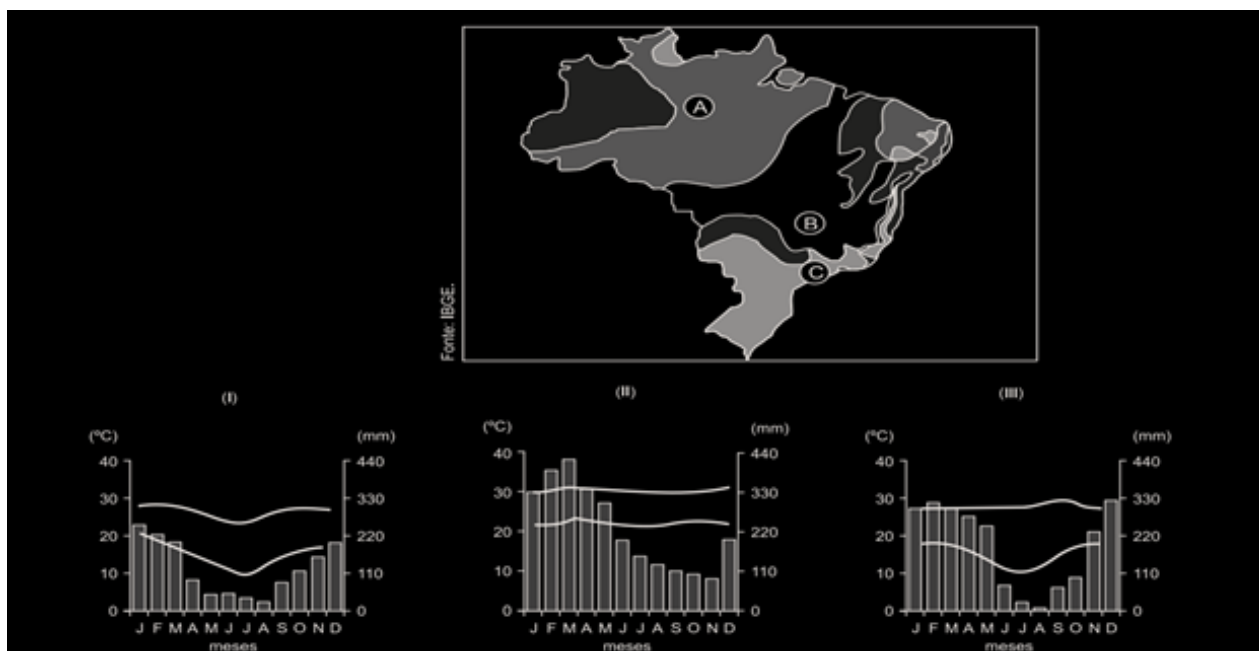 A
B
C
Fonte: IBGE.
(I)
(II)
(III)
(ºC)
(mm)
40
30
20
10
0
440
330
220
110
0
J F M A M J J A S O N D
meses
(ºC)
(mm)
40
30
20
10
0
440
330
220
110
0
J F M A M J J A S O N D
meses
(ºC)
(mm)
40
30
20
10
0
440
330
220
110
0
J F M A M J J A S O N D
meses